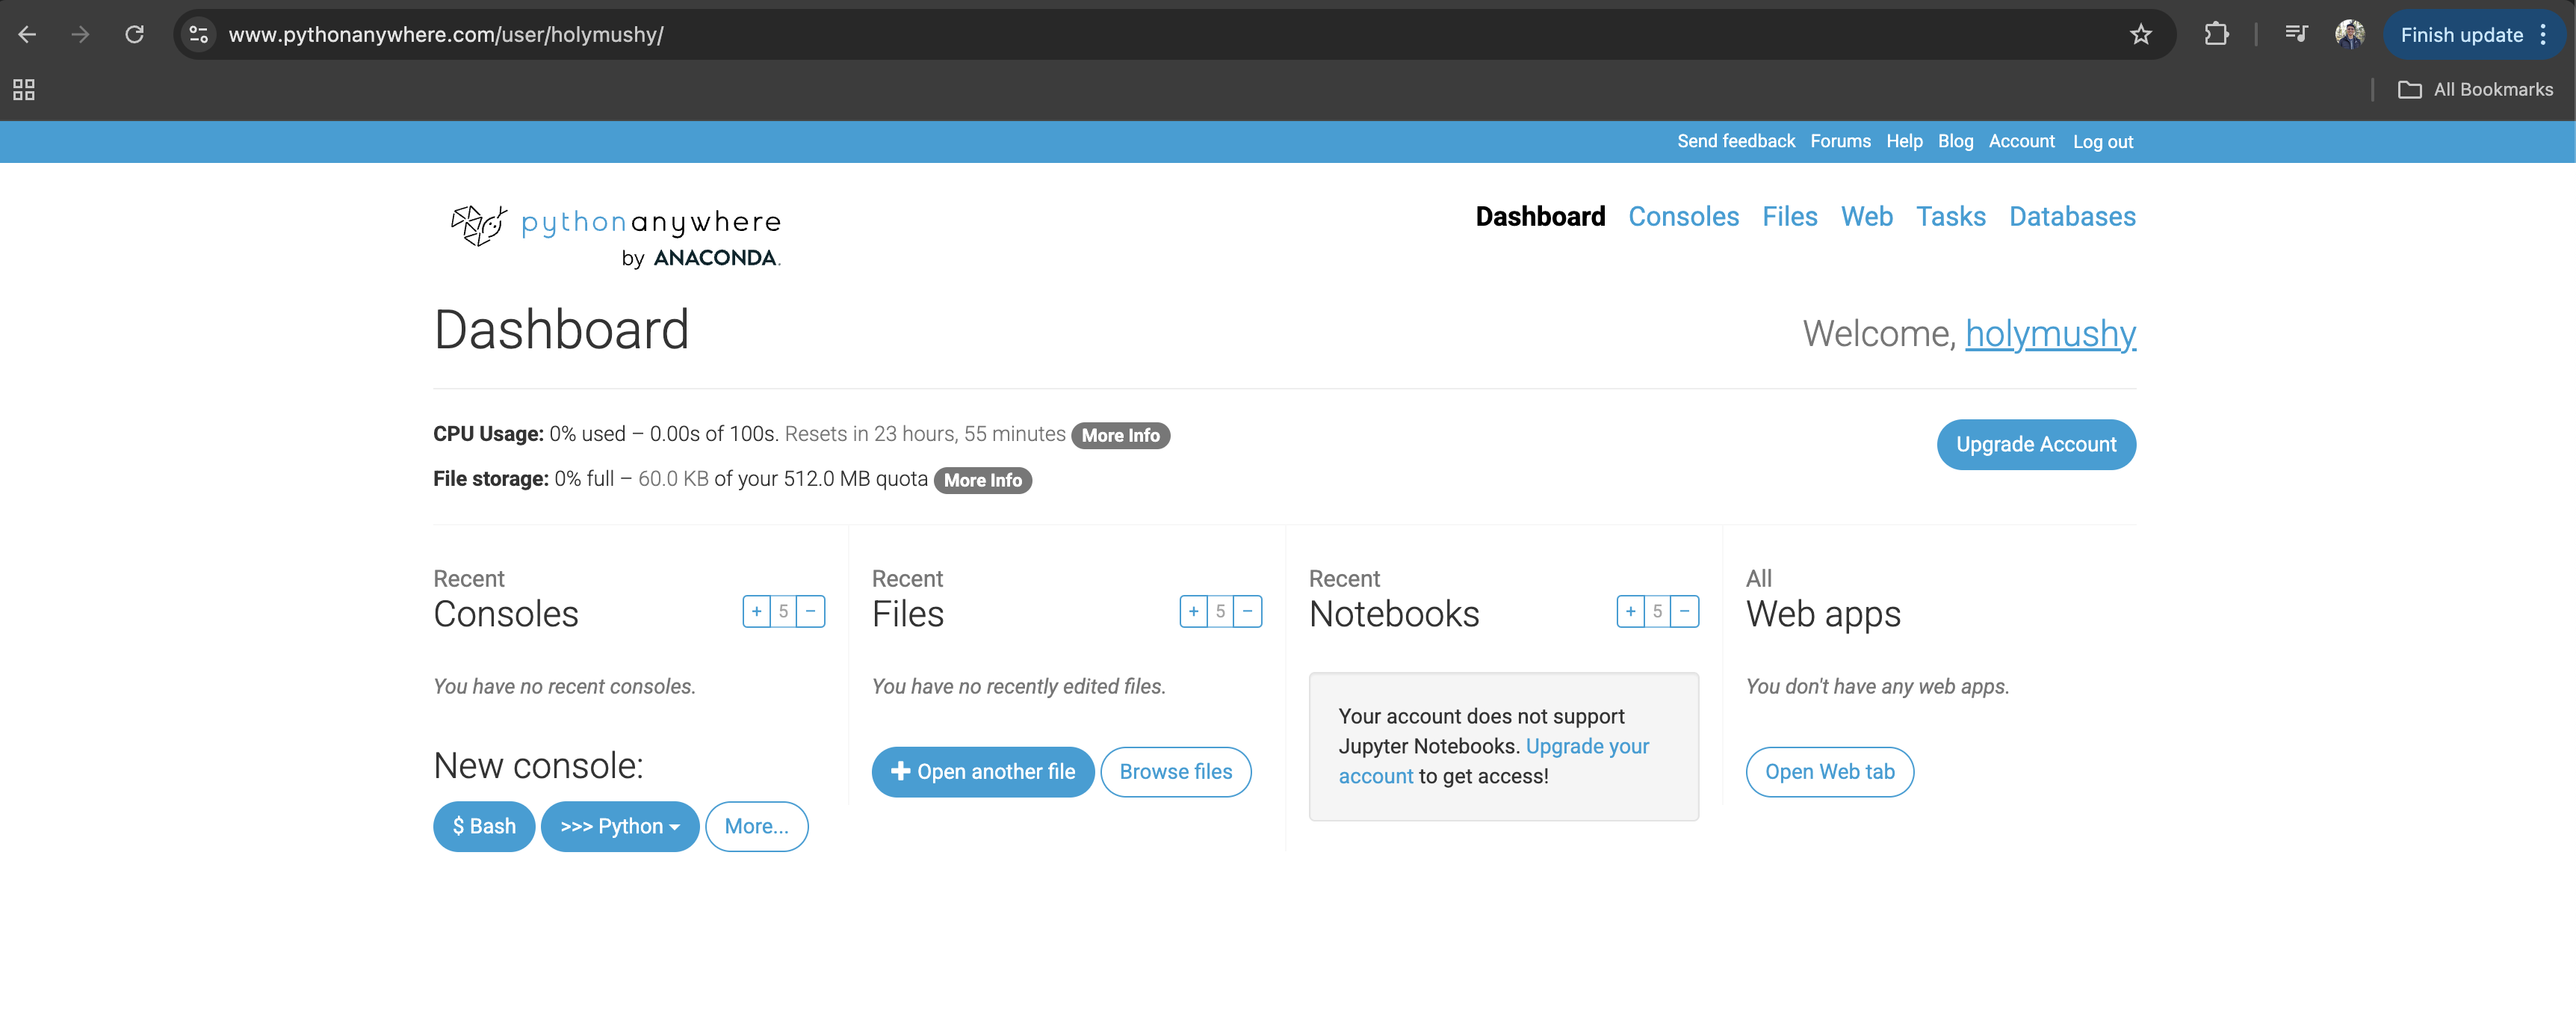 www.pythonanywhere.com/user/holymushy/
Finish update
All Bookmarks
Send feedback Forums Help Blog Account Log out
pythonanywhere
by ANACONDA.
Dashboard Consoles Files Web Tasks Databases
Dashboard
Welcome, holymushy
CPU Usage: 0% used – 0.00s of 100s. Resets in 23 hours, 55 minutes More Info
Upgrade Account
File storage: 0% full – 60.0 KB of your 512.0 MB quota More Info
Recent
Consoles
+ 5 −
You have no recent consoles.
New console:
$ Bash >>> Python More...
Recent
Files
+ 5 −
You have no recently edited files.
Open another file Browse files
Recent
Notebooks
+ 5 −
Your account does not support
Jupyter Notebooks. Upgrade your
account to get access!
All
Web apps
You don't have any web apps.
Open Web tab